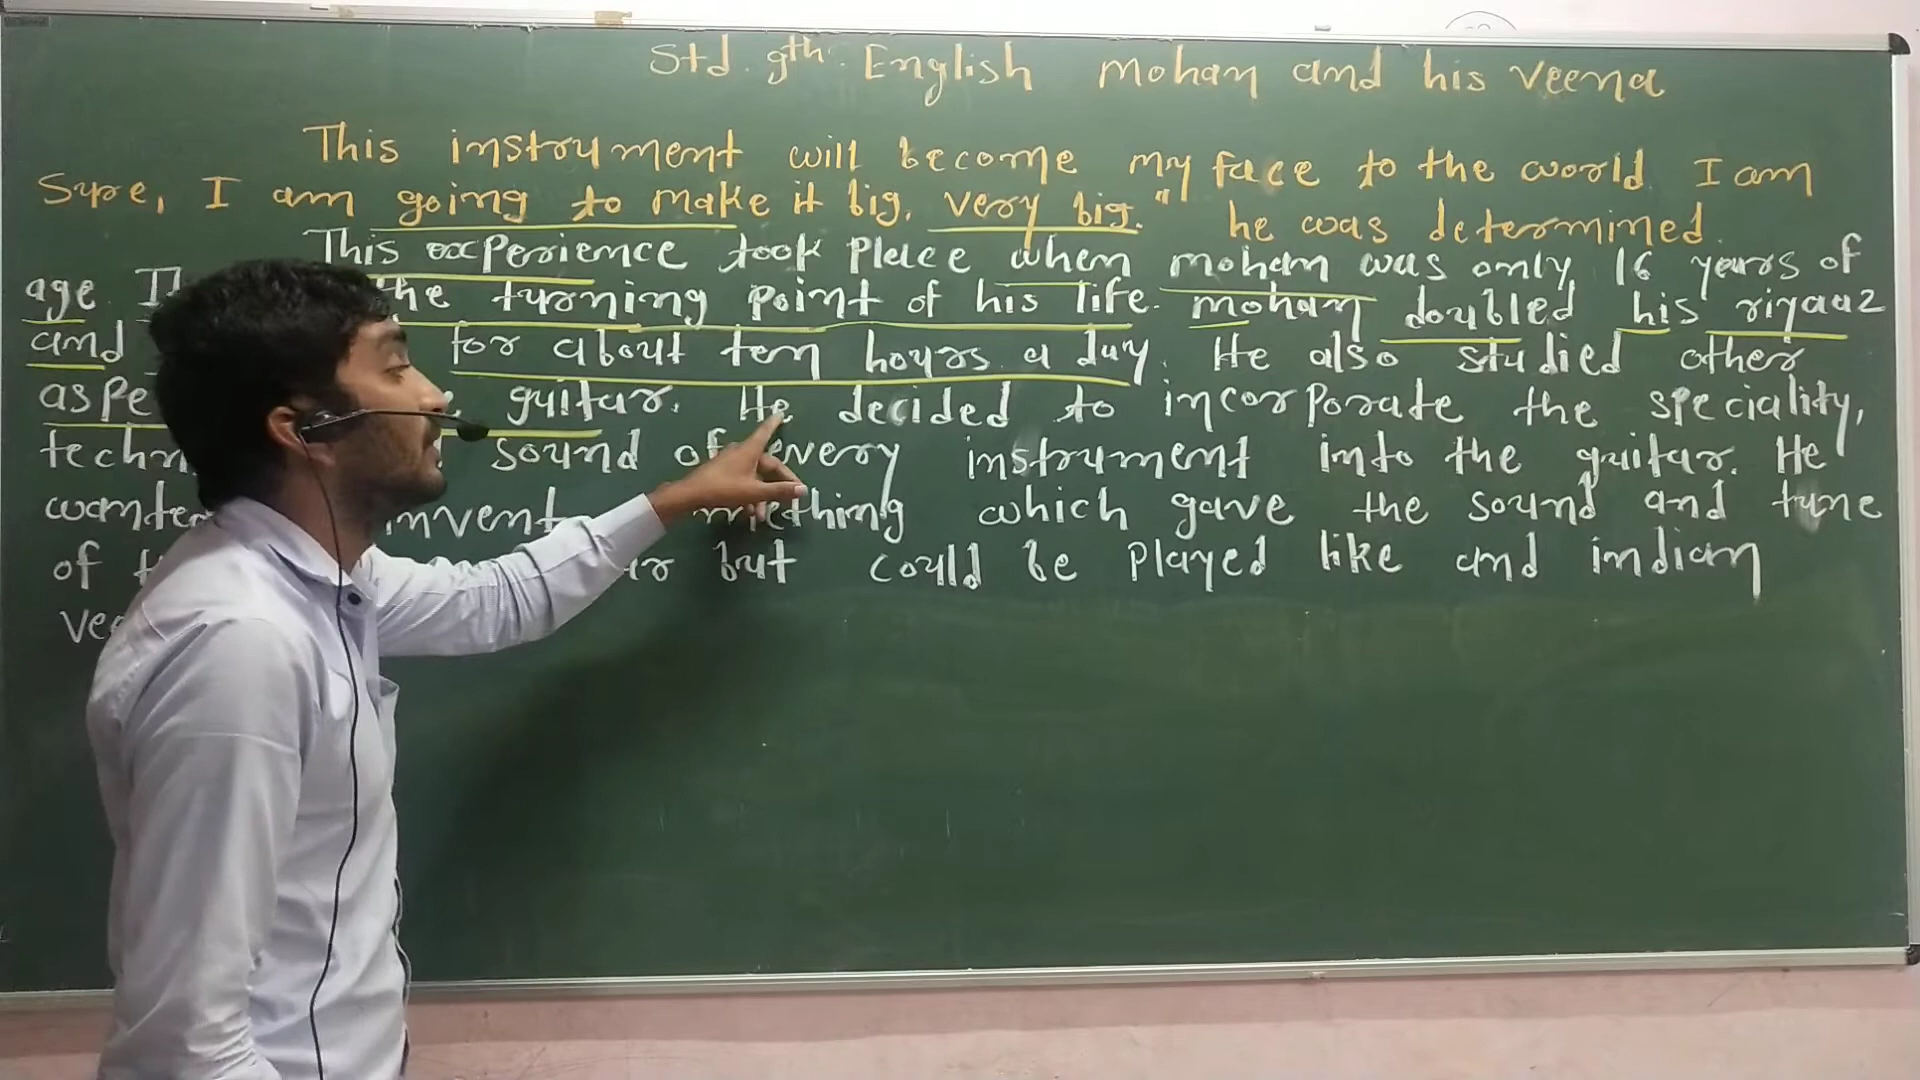 Std. 9th. English Mohan and his Veena
This instrument will become my face to the world I am
Sure, I am going to make it big, very big." he was determined.
This experience took place when mohan was only 16 years of
age. the turning point of his life. mohan doubled his riyaaz
and for about ten hours a day. He also studied other
guitar. He decided to incorporate the speciality,
sound of every instrument into the guitar. He
invent which gave the sound and tune
of but could be played like and indian